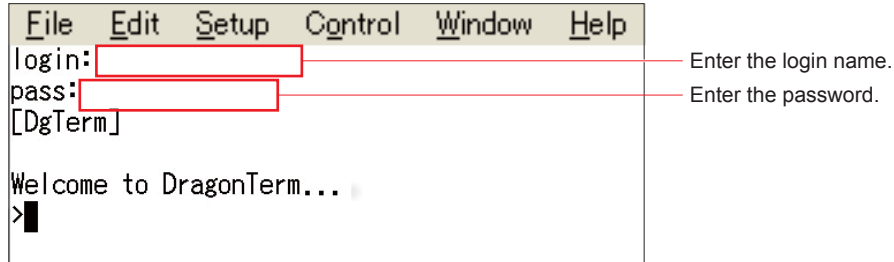 File Edit Setup Control Window Help
login:
Enter the login name.
pass:
Enter the password.
[DgTerm]
Welcome to DragonTerm...
>